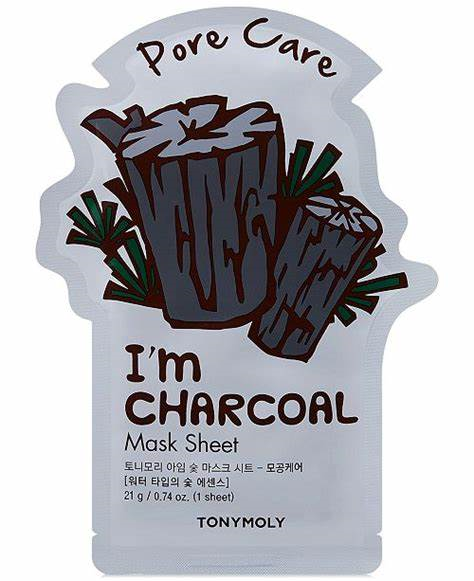 Pore Care
I'm
CHARCOAL
Mask Sheet
토니모리 아임 숯 마스크 시트 - 모공케어
[워터 타입의 숯 에센스]
21 g / 0.74 oz. (1 sheet)
TONYMOLY